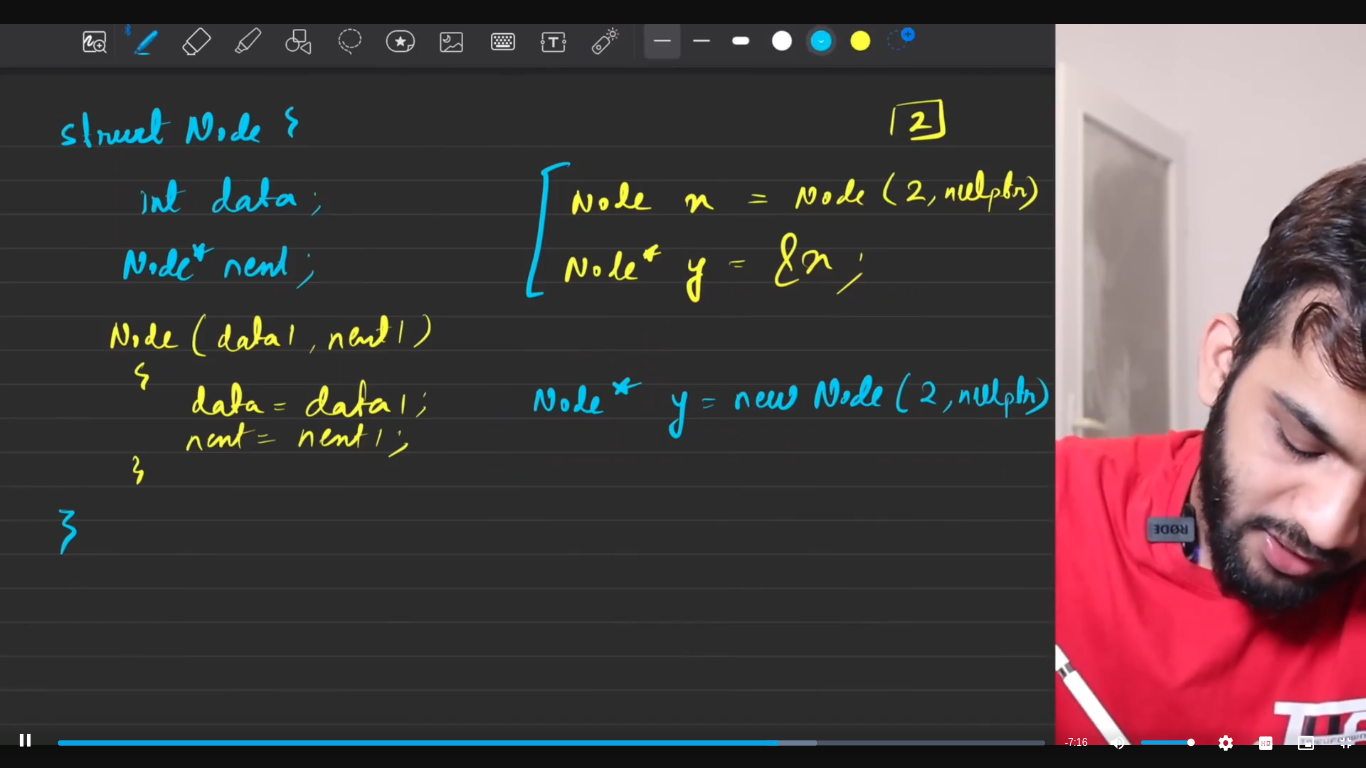 struct Node {
int data;
Node* next;
Node (data1, next1)
{
data = data1;
next = next1;
}
}
2
Node x = Node (2, nullptr)
Node* y = &x;
Node* y = new Node (2, nullptr)
RØDE
-7:16